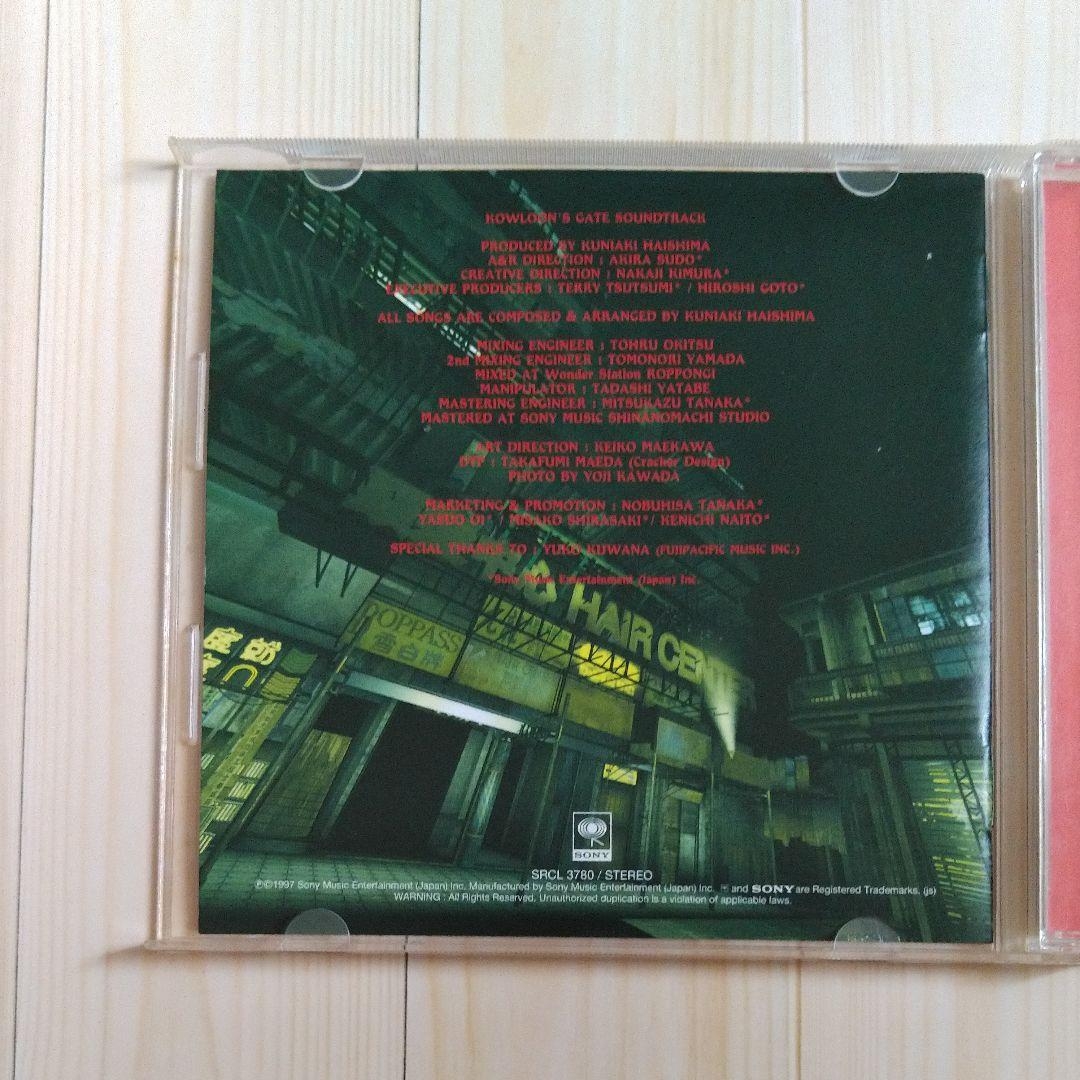 KOWLOON'S GATE SOUNDTRACK
PRODUCED BY KUNIAKI HAISHIMA
A&R DIRECTION : AKIRA SUDO*
CREATIVE DIRECTION : NAKAJI KIMURA*
EXECUTIVE PRODUCERS : TERRY TSUTSUMI* / HIROSHI GOTO*
ALL SONGS ARE COMPOSED & ARRANGED BY KUNIAKI HAISHIMA
MIXING ENGINEER : TOHRU OKITSU
2nd MIXING ENGINEER : TOMONORI YAMADA
MIXED AT Wonder Station ROPPONGI
MANIPULATOR : TADASHI YATABE
MASTERING ENGINEER : MITSUKAZU TANAKA*
MASTERED AT SONY MUSIC SHINANOMACHI STUDIO
ART DIRECTION : KEIKO MAEKAWA
DTP : TAKAFUMI MAEDA (Cracker Design)
PHOTO BY YOJI KAWADA
MARKETING & PROMOTION : NOBUHISA TANAKA*
YASUO UI* / MISAKO SHIRASAKI* / KENICHI NAITO*
SPECIAL THANKS TO : YUKO KUWANA (FUJIPACIFIC MUSIC INC.)
*Sony Music Entertainment (Japan) Inc.
HAIR CENTER
POPPASS
雪白牌
SONY
SRCL 3780 / STEREO
℗©1997 Sony Music Entertainment (Japan) Inc. Manufactured by Sony Music Entertainment (Japan) Inc. and SONY are Registered Trademarks. (js)
WARNING : All Rights Reserved. Unauthorized duplication is a violation of applicable laws.